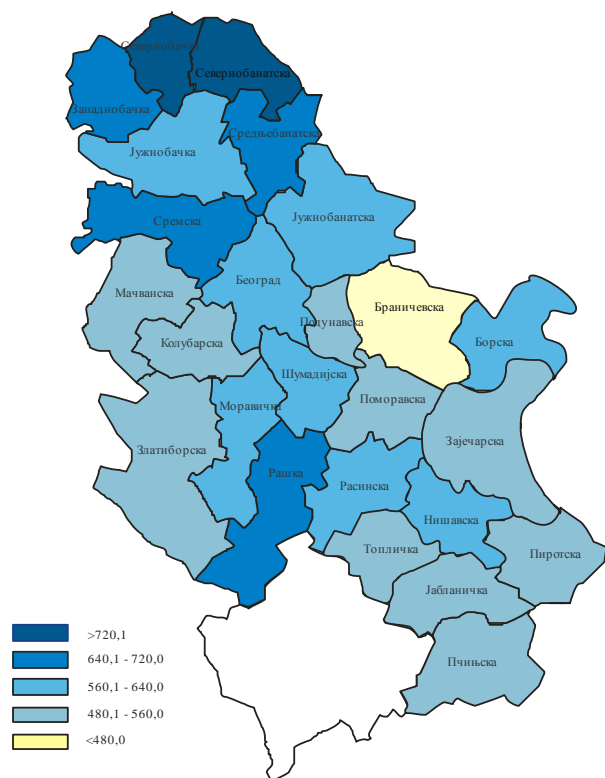 Севернобачка
Севернобанатска
Западнобачка
Средњебанатска
Јужнобачка
Сремска
Јужнобанатска
Београд
Мачванска
Подунавска
Браничевска
Колубарска
Борска
Шумадијска
Моравичка
Поморавска
Златиборска
Зајечарска
Рашка
Расинска
Нишавска
Топличка
Пиротска
Јабланичка
Пчињска
>720,1
640,1 - 720,0
560,1 - 640,0
480,1 - 560,0
<480,0